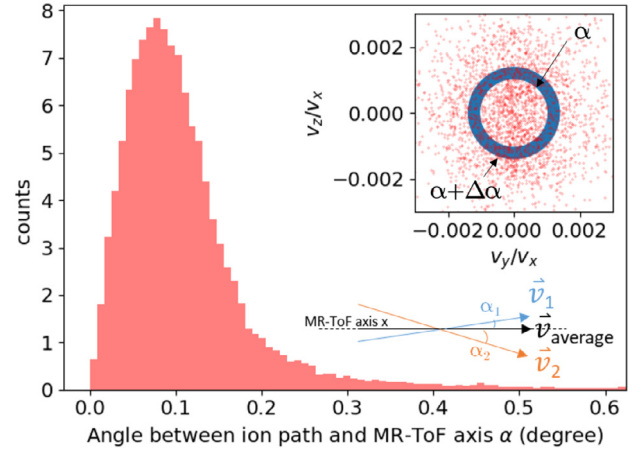 counts
8
7
6
5
4
3
2
1
0
0.0 0.1 0.2 0.3 0.4 0.5 0.6
Angle between ion path and MR-ToF axis α (degree)
v_z/v_x
0.002
0.000
−0.002
−0.002 0.000 0.002
v_y/v_x
α
α+Δα
MR-ToF axis x
α₁
α₂
v⃗₁
v⃗average
v⃗₂